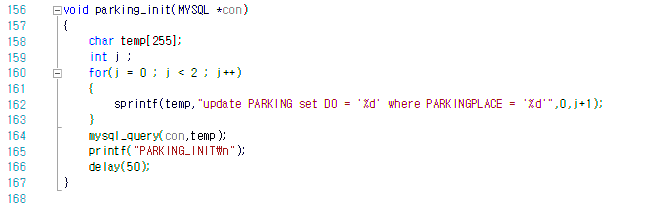 156 void parking_init(MYSQL *con)
157 {
158 char temp[255];
159 int j ;
160 for(j = 0 ; j < 2 ; j++)
161 {
162 sprintf(temp,"update PARKING set DO = '%d' where PARKINGPLACE = '%d'",0,j+1);
163 }
164 mysql_query(con,temp);
165 printf("PARKING_INIT₩n");
166 delay(50);
167 }
168